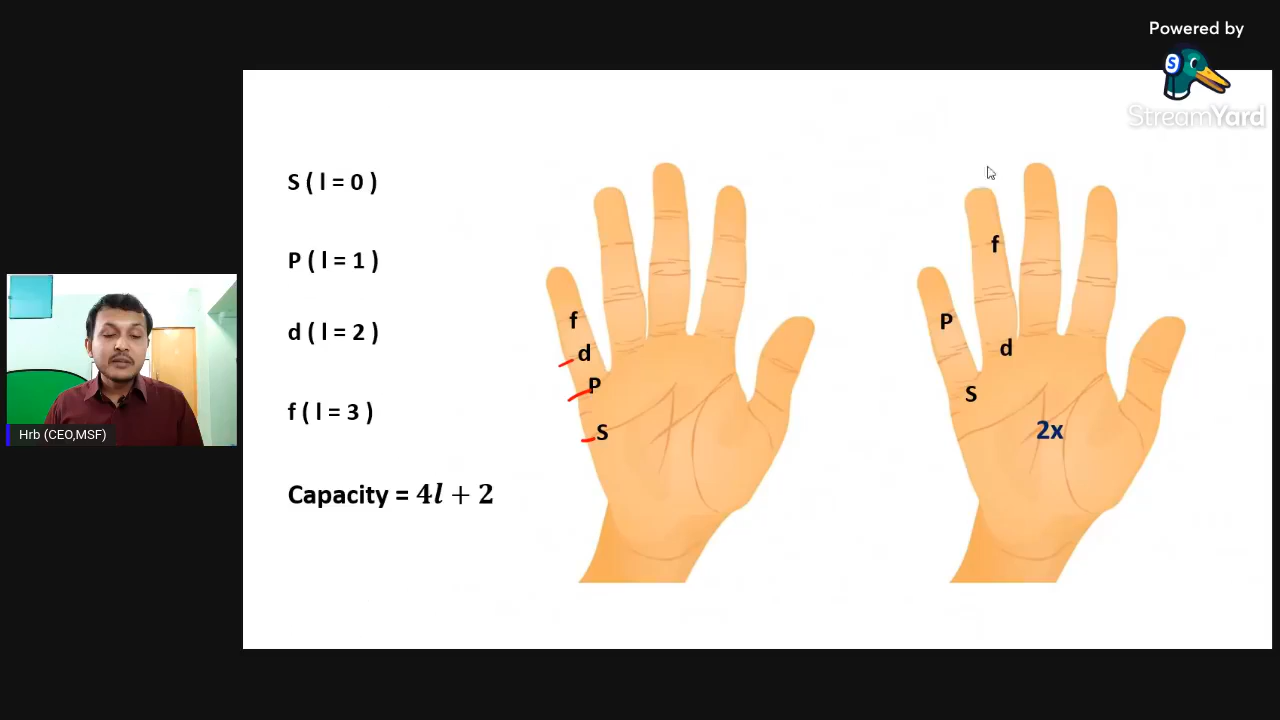 Powered by
S
StreamYard
S ( l = 0 )
P ( l = 1 )
d ( l = 2 )
f ( l = 3 )
Capacity = 4l + 2
f
d
P
S
f
P
d
S
2x
Hrb (CEO,MSF)